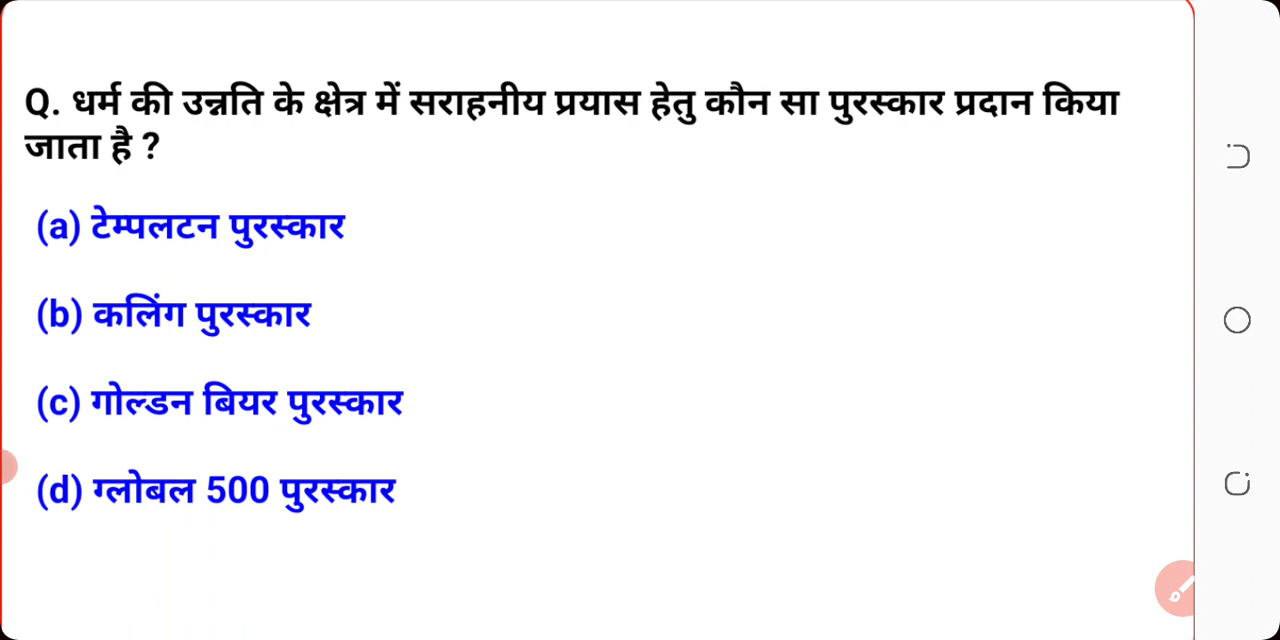 Q. धर्म की उन्नति के क्षेत्र में सराहनीय प्रयास हेतु कौन सा पुरस्कार प्रदान किया
जाता है ?
(a) टेम्पलटन पुरस्कार
(b) कलिंग पुरस्कार
(c) गोल्डन बियर पुरस्कार
(d) ग्लोबल 500 पुरस्कार